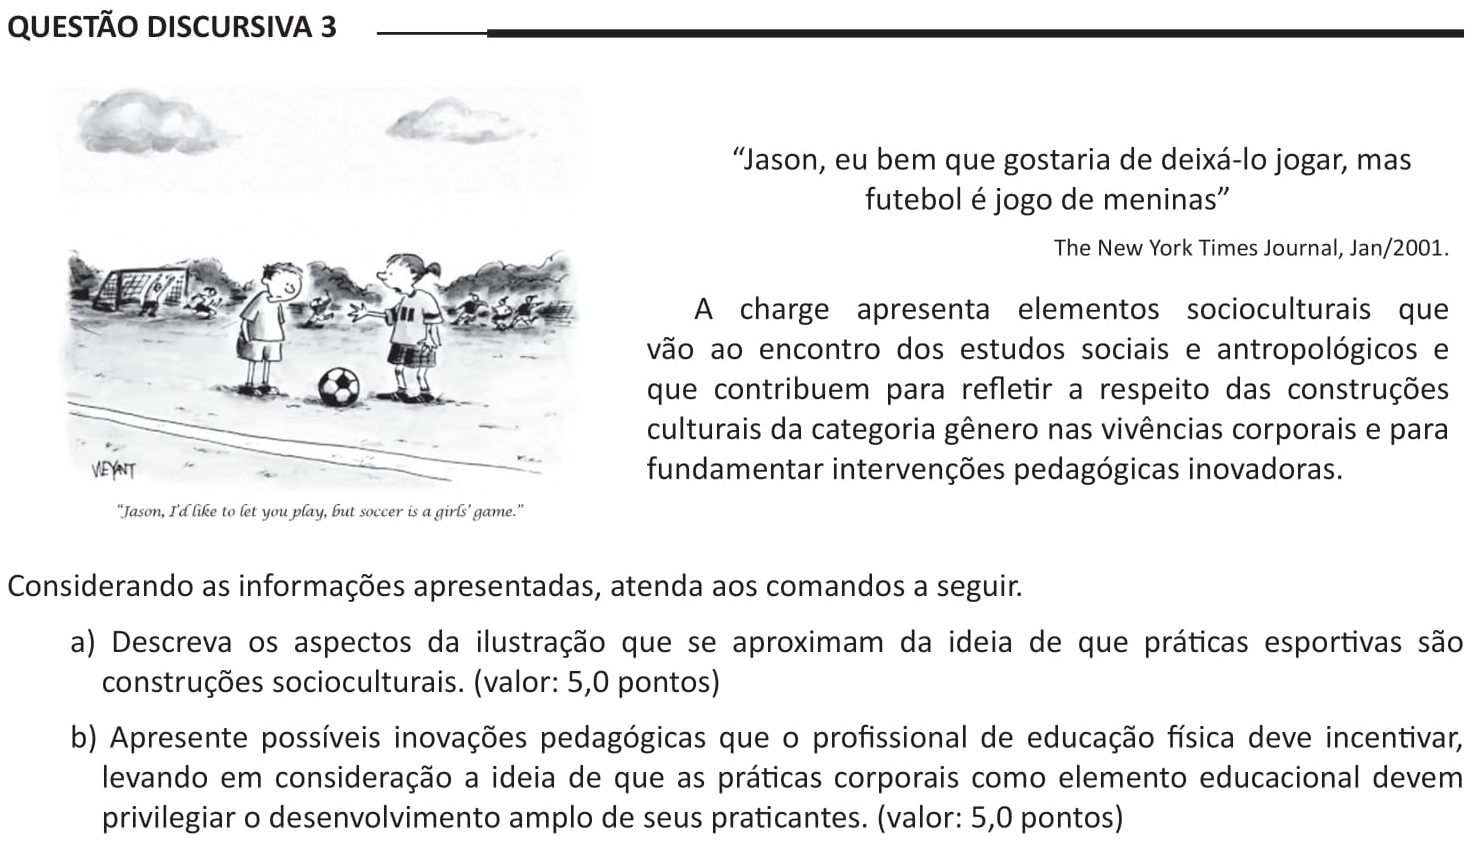 QUESTÃO DISCURSIVA 3
“Jason, eu bem que gostaria de deixá-lo jogar, mas
futebol é jogo de meninas”
The New York Times Journal, Jan/2001.
A charge apresenta elementos socioculturais que
vão ao encontro dos estudos sociais e antropológicos e
que contribuem para refletir a respeito das construções
culturais da categoria gênero nas vivências corporais e para
fundamentar intervenções pedagógicas inovadoras.
VEYANT
“Jason, I’d like to let you play, but soccer is a girls’ game.”
Considerando as informações apresentadas, atenda aos comandos a seguir.
a) Descreva os aspectos da ilustração que se aproximam da ideia de que práticas esportivas são
construções socioculturais. (valor: 5,0 pontos)
b) Apresente possíveis inovações pedagógicas que o profissional de educação física deve incentivar,
levando em consideração a ideia de que as práticas corporais como elemento educacional devem
privilegiar o desenvolvimento amplo de seus praticantes. (valor: 5,0 pontos)